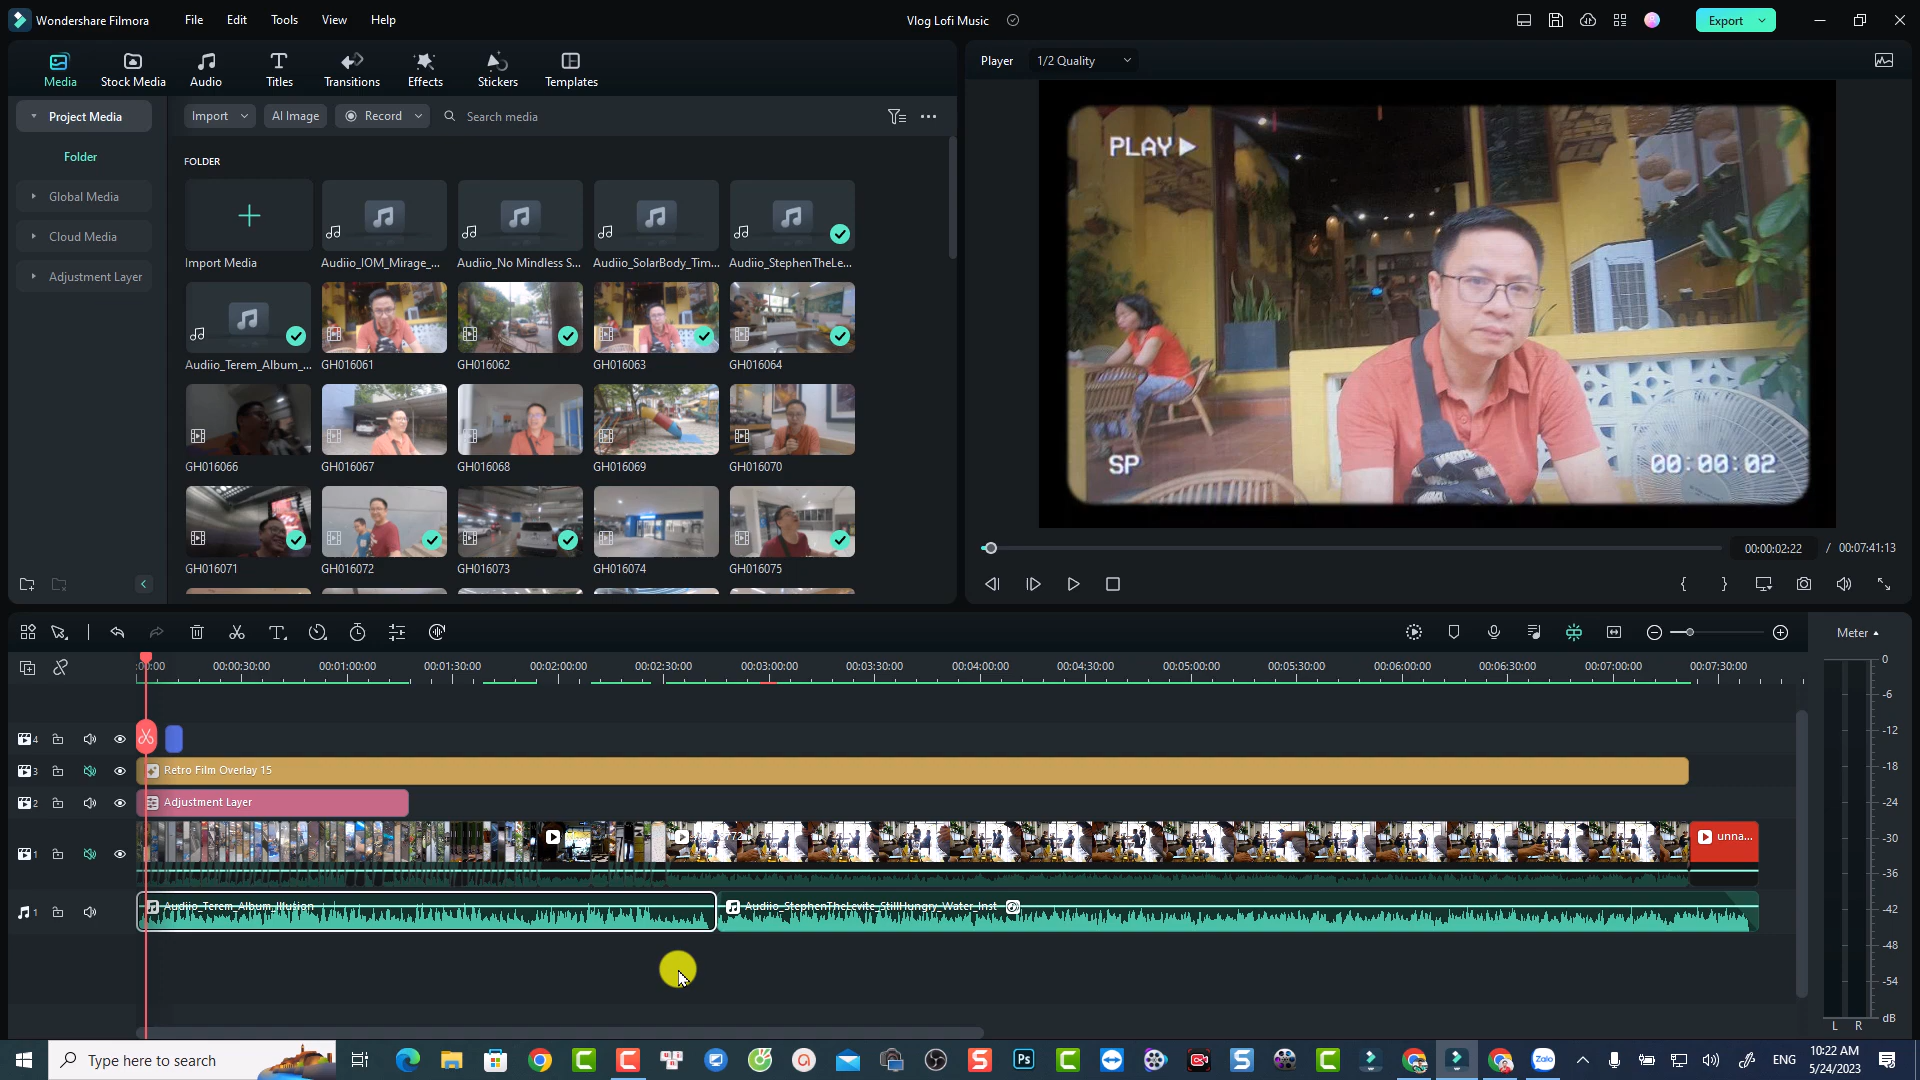 Wondershare Filmora
File
Edit
Tools
View
Help
Vlog Lofi Music
Export
Media
Stock Media
Audio
Titles
Transitions
Effects
Stickers
Templates
Player
1/2 Quality
Project Media
Import
AI Image
Record
Search media
Folder
Global Media
Cloud Media
Adjustment Layer
FOLDER
Import Media
Audiio_IOM_Mirage_...
Audiio_No Mindless S...
Audiio_SolarBody_Tim...
Audiio_StephenTheLe...
Audiio_Terem_Album_...
GH016061
GH016062
GH016063
GH016064
GH016066
GH016067
GH016068
GH016069
GH016070
GH016071
GH016072
GH016073
GH016074
GH016075
PLAY
SP
00:00:02
00:00:02:22 / 00:07:41:13
Meter
:00:00
00:00:30:00
00:01:00:00
00:01:30:00
00:02:00:00
00:02:30:00
00:03:00:00
00:03:30:00
00:04:00:00
00:04:30:00
00:05:00:00
00:05:30:00
00:06:00:00
00:06:30:00
00:07:00:00
00:07:30:00
4
3
Retro Film Overlay 15
2
Adjustment Layer
1
unna...
1
Audiio_Terem_Album_Illusion
Audiio_StephenTheLevite_StillHungry_Water_Inst
0
-6
-12
-18
-24
-30
-36
-42
-48
-54
dB
L R
Type here to search
Ps
Zalo
ENG
10:22 AM
5/24/2023